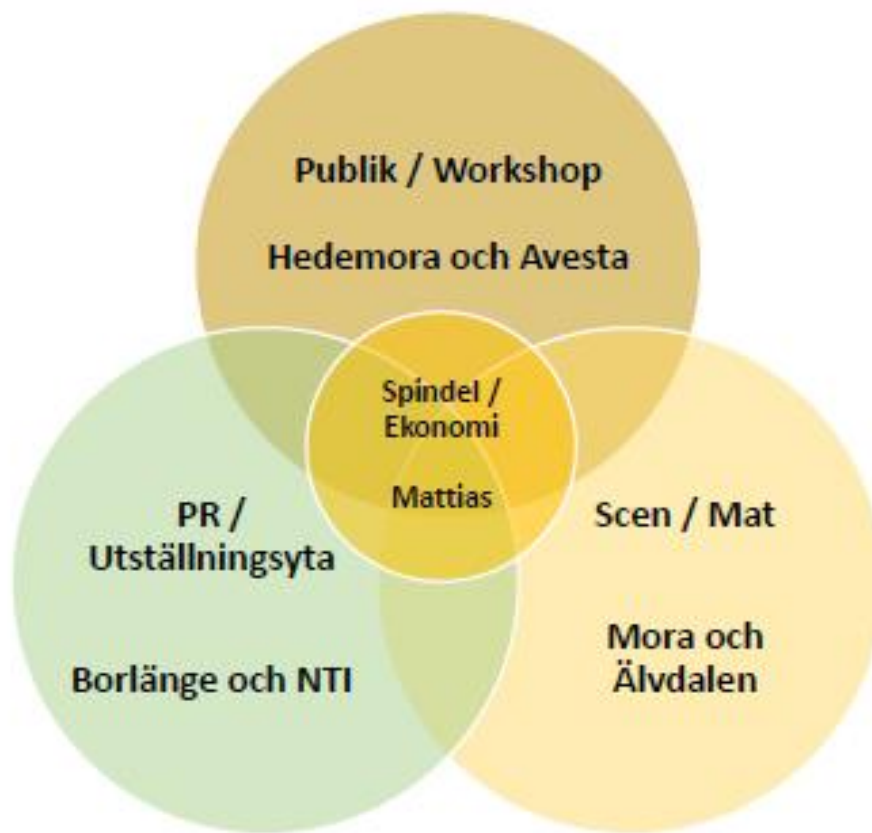 Publik / Workshop
Hedemora och Avesta
Spindel /
Ekonomi
Mattias
PR /
Utställningsyta
Borlänge och NTI
Scen / Mat
Mora och
Älvdalen